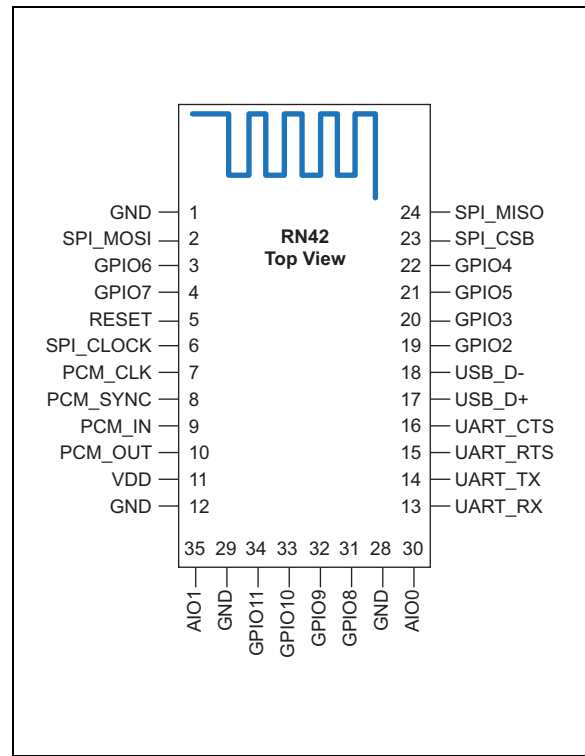 RN42
Top View
GND 1
SPI_MOSI 2
GPIO6 3
GPIO7 4
RESET 5
SPI_CLOCK 6
PCM_CLK 7
PCM_SYNC 8
PCM_IN 9
PCM_OUT 10
VDD 11
GND 12
24 SPI_MISO
23 SPI_CSB
22 GPIO4
21 GPIO5
20 GPIO3
19 GPIO2
18 USB_D-
17 USB_D+
16 UART_CTS
15 UART_RTS
14 UART_TX
13 UART_RX
35 29 34 33 32 31 28 30
AIO1
GND
GPIO11
GPIO10
GPIO9
GPIO8
GND
AIO0